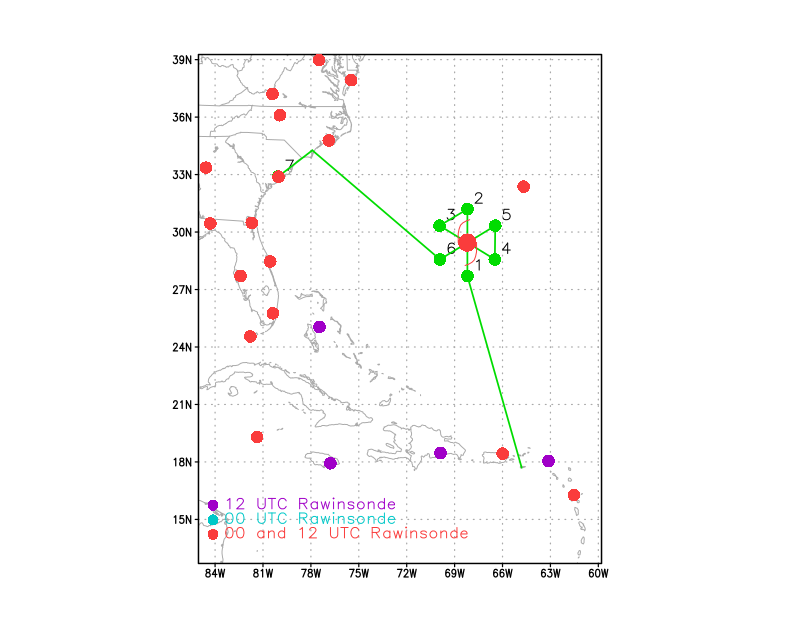 39N
36N
33N
30N
27N
24N
21N
18N
15N
7
2
3
5
6
4
1
12 UTC Rawinsonde
00 UTC Rawinsonde
00 and 12 UTC Rawinsonde
84W 81W 78W 75W 72W 69W 66W 63W 60W